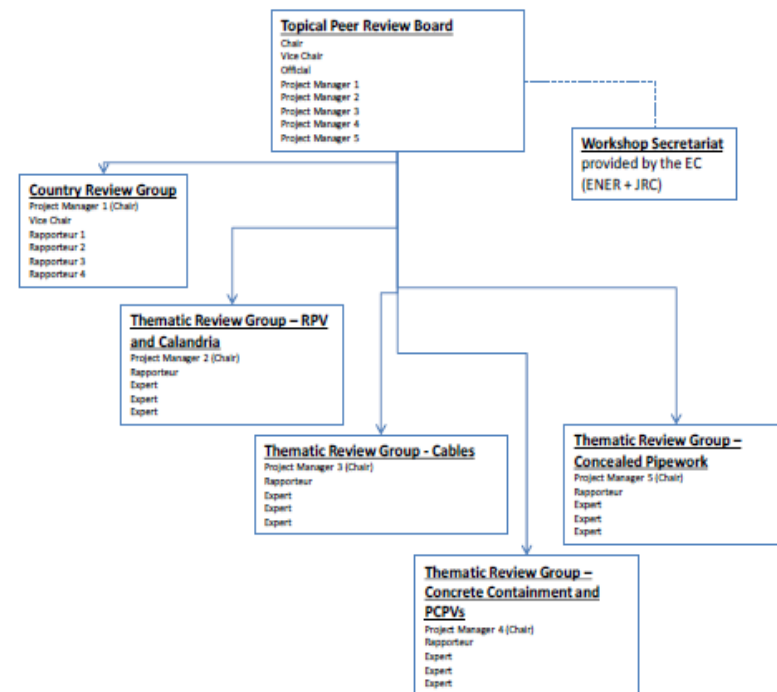 Topical Peer Review Board
Chair
Vice Chair
Official
Project Manager 1
Project Manager 2
Project Manager 3
Project Manager 4
Project Manager 5
Workshop Secretariat
provided by the EC
(ENER + JRC)
Country Review Group
Project Manager 1 (Chair)
Vice Chair
Rapporteur 1
Rapporteur 2
Rapporteur 3
Rapporteur 4
Thematic Review Group – RPV
and Calandria
Project Manager 2 (Chair)
Rapporteur
Expert
Expert
Expert
Thematic Review Group - Cables
Project Manager 3 (Chair)
Rapporteur
Expert
Expert
Expert
Thematic Review Group –
Concealed Pipework
Project Manager 5 (Chair)
Rapporteur
Expert
Expert
Expert
Thematic Review Group –
Concrete Containment and
PCPVs
Project Manager 4 (Chair)
Rapporteur
Expert
Expert
Expert